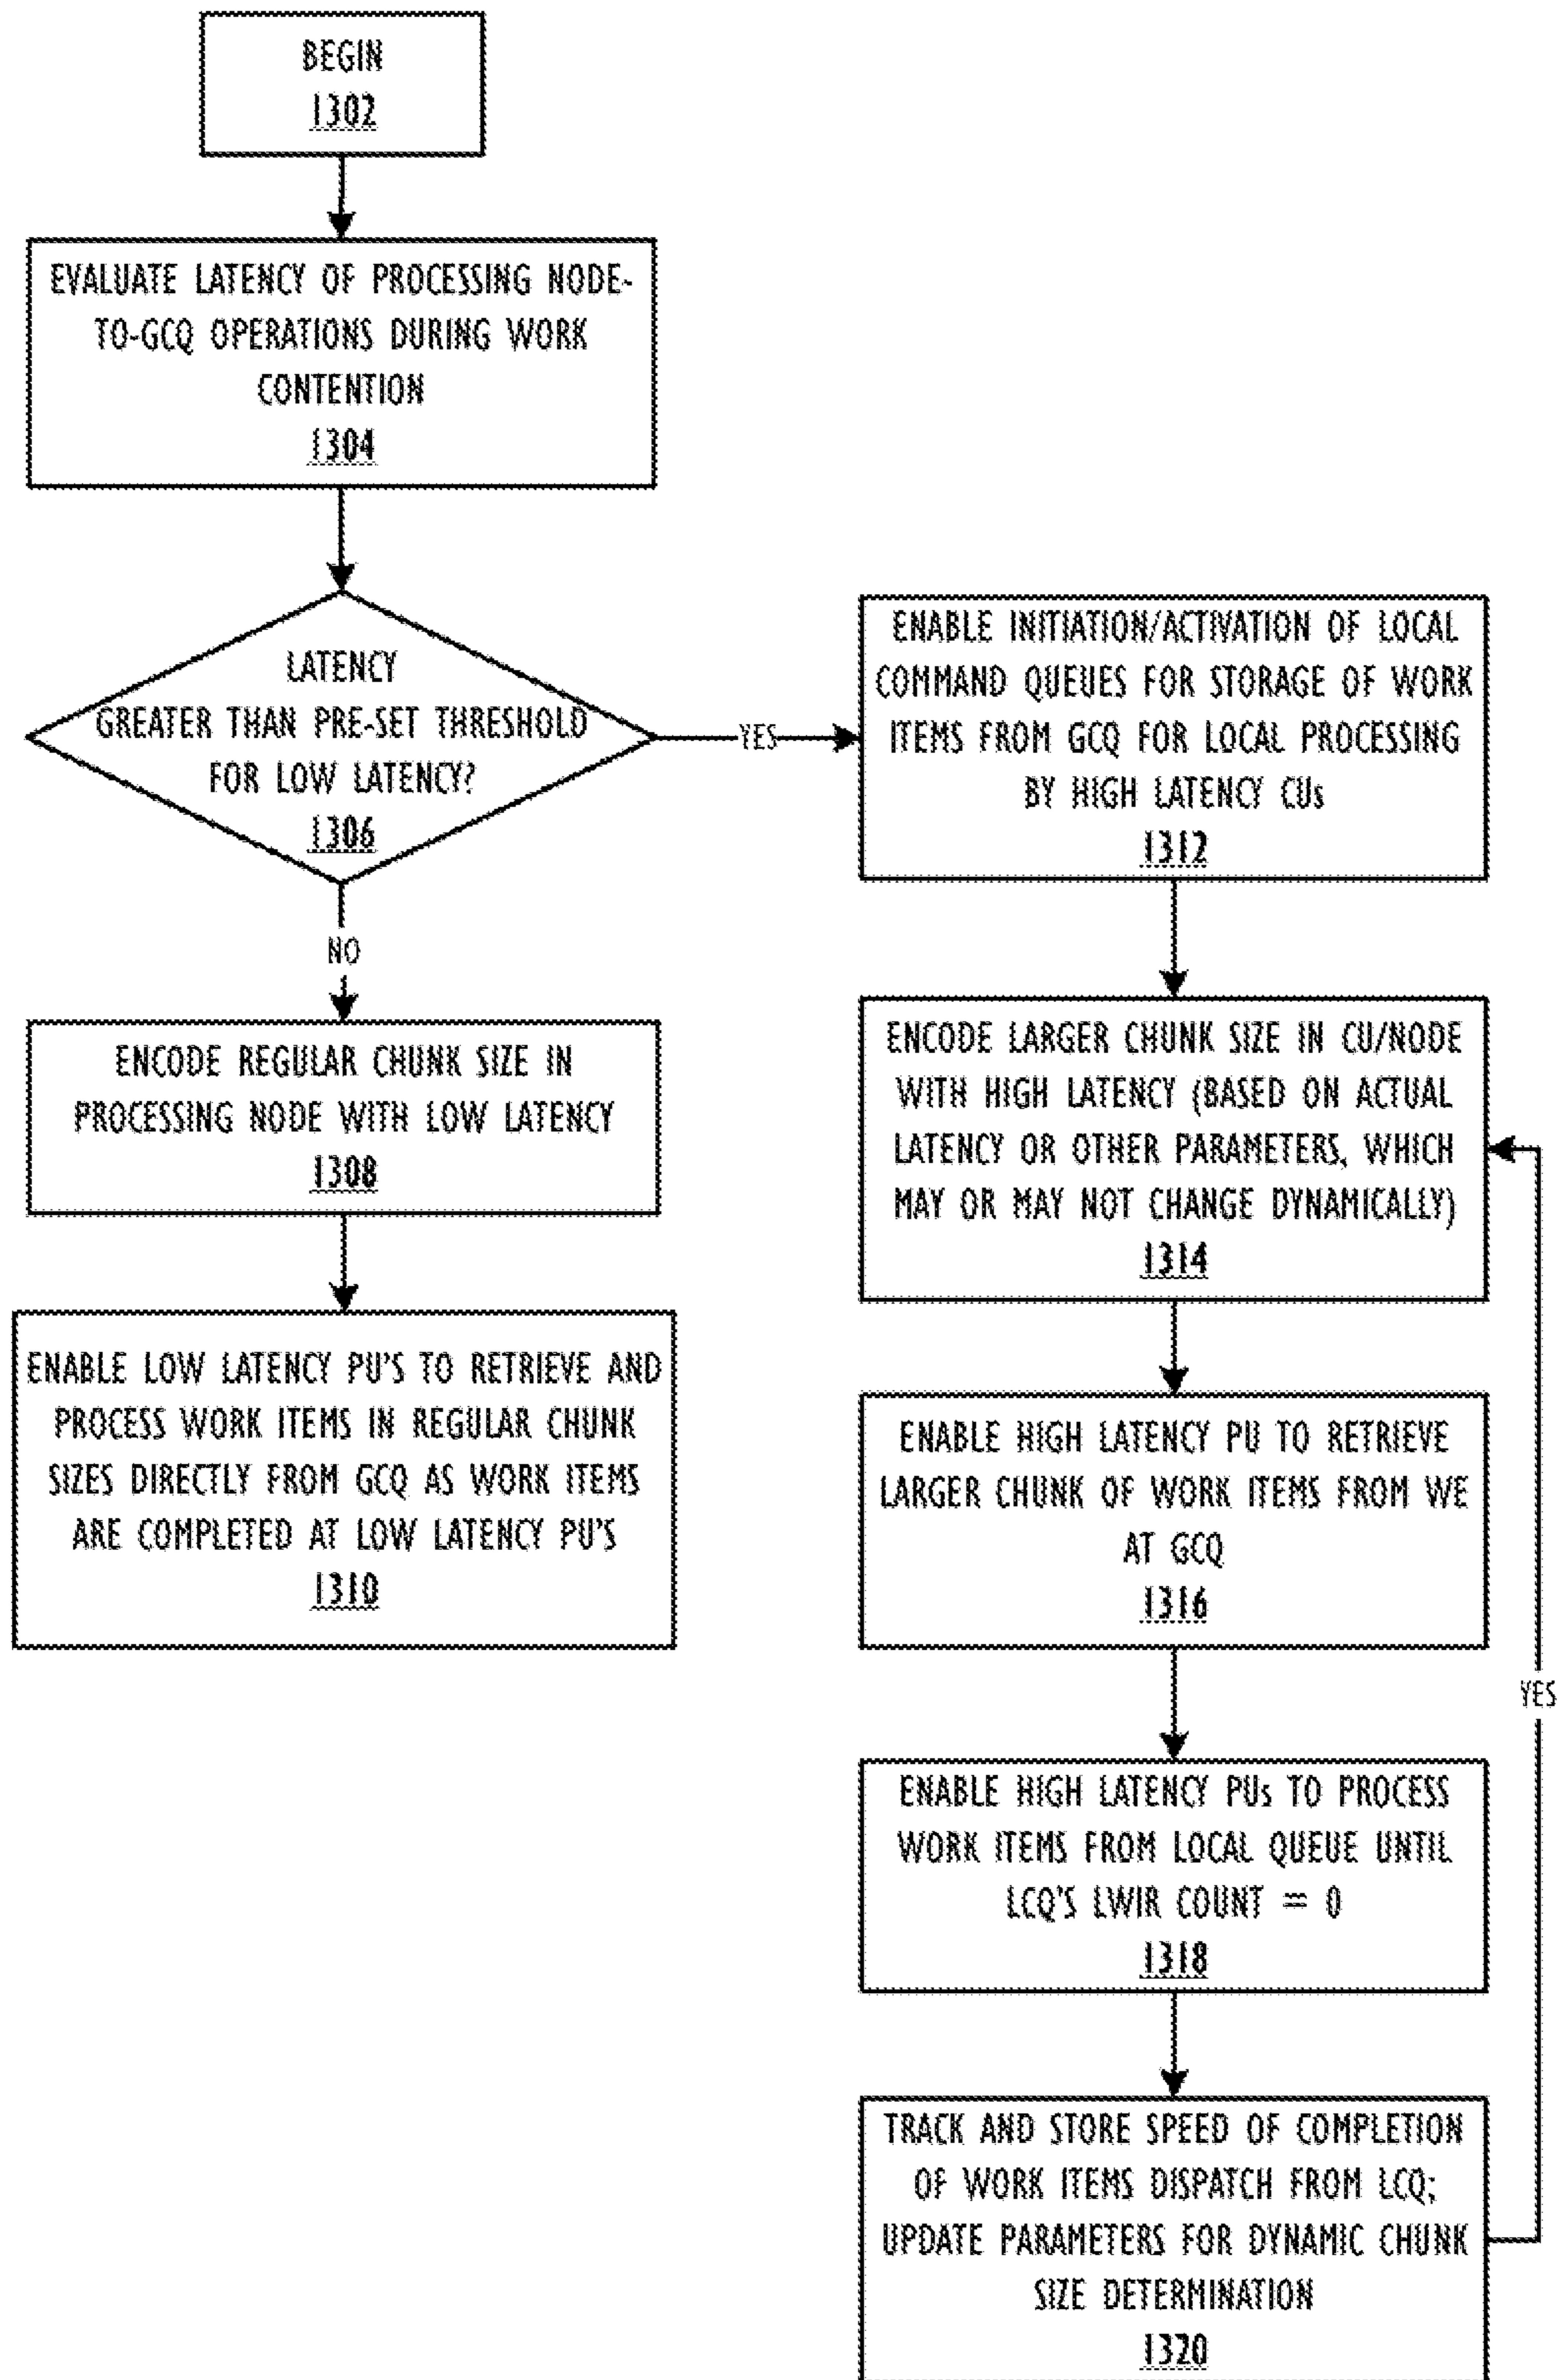 BEGIN
1302
EVALUATE LATENCY OF PROCESSING NODE-
TO-GCQ OPERATIONS DURING WORK
CONTENTION
1304
LATENCY
GREATER THAN PRE-SET THRESHOLD
FOR LOW LATENCY?
1306
YES
NO
ENCODE REGULAR CHUNK SIZE IN
PROCESSING NODE WITH LOW LATENCY
1308
ENABLE LOW LATENCY PU'S TO RETRIEVE AND
PROCESS WORK ITEMS IN REGULAR CHUNK
SIZES DIRECTLY FROM GCQ AS WORK ITEMS
ARE COMPLETED AT LOW LATENCY PU'S
1310
ENABLE INITIATION/ACTIVATION OF LOCAL
COMMAND QUEUES FOR STORAGE OF WORK
ITEMS FROM GCQ FOR LOCAL PROCESSING
BY HIGH LATENCY CUs
1312
ENCODE LARGER CHUNK SIZE IN CU/NODE
WITH HIGH LATENCY (BASED ON ACTUAL
LATENCY OR OTHER PARAMETERS, WHICH
MAY OR MAY NOT CHANGE DYNAMICALLY)
1314
ENABLE HIGH LATENCY PU TO RETRIEVE
LARGER CHUNK OF WORK ITEMS FROM WE
AT GCQ
1316
ENABLE HIGH LATENCY PUs TO PROCESS
WORK ITEMS FROM LOCAL QUEUE UNTIL
LCQ'S LWIR COUNT = 0
1318
TRACK AND STORE SPEED OF COMPLETION
OF WORK ITEMS DISPATCH FROM LCQ;
UPDATE PARAMETERS FOR DYNAMIC CHUNK
SIZE DETERMINATION
1320
YES